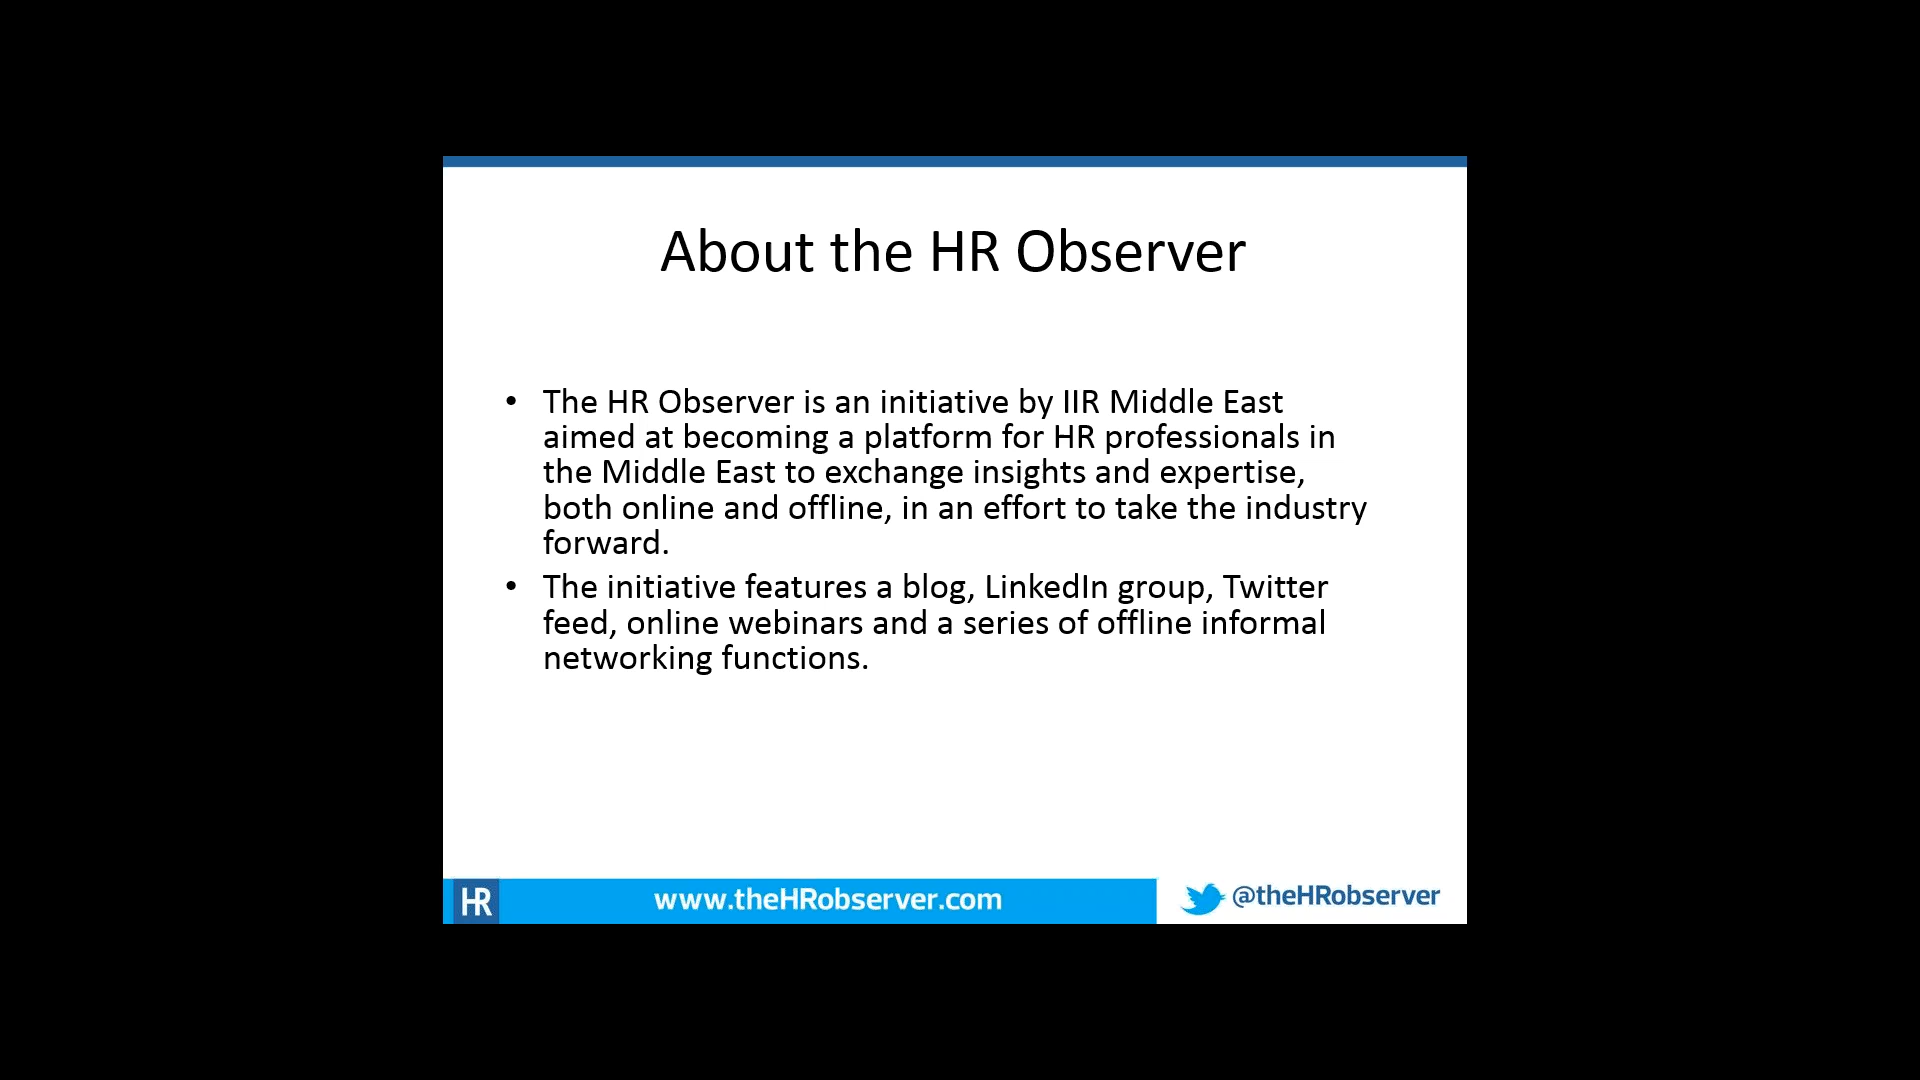 About the HR Observer
• The HR Observer is an initiative by IIR Middle East
aimed at becoming a platform for HR professionals in
the Middle East to exchange insights and expertise,
both online and offline, in an effort to take the industry
forward.
• The initiative features a blog, LinkedIn group, Twitter
feed, online webinars and a series of offline informal
networking functions.
HR
www.theHRobserver.com
@theHRobserver